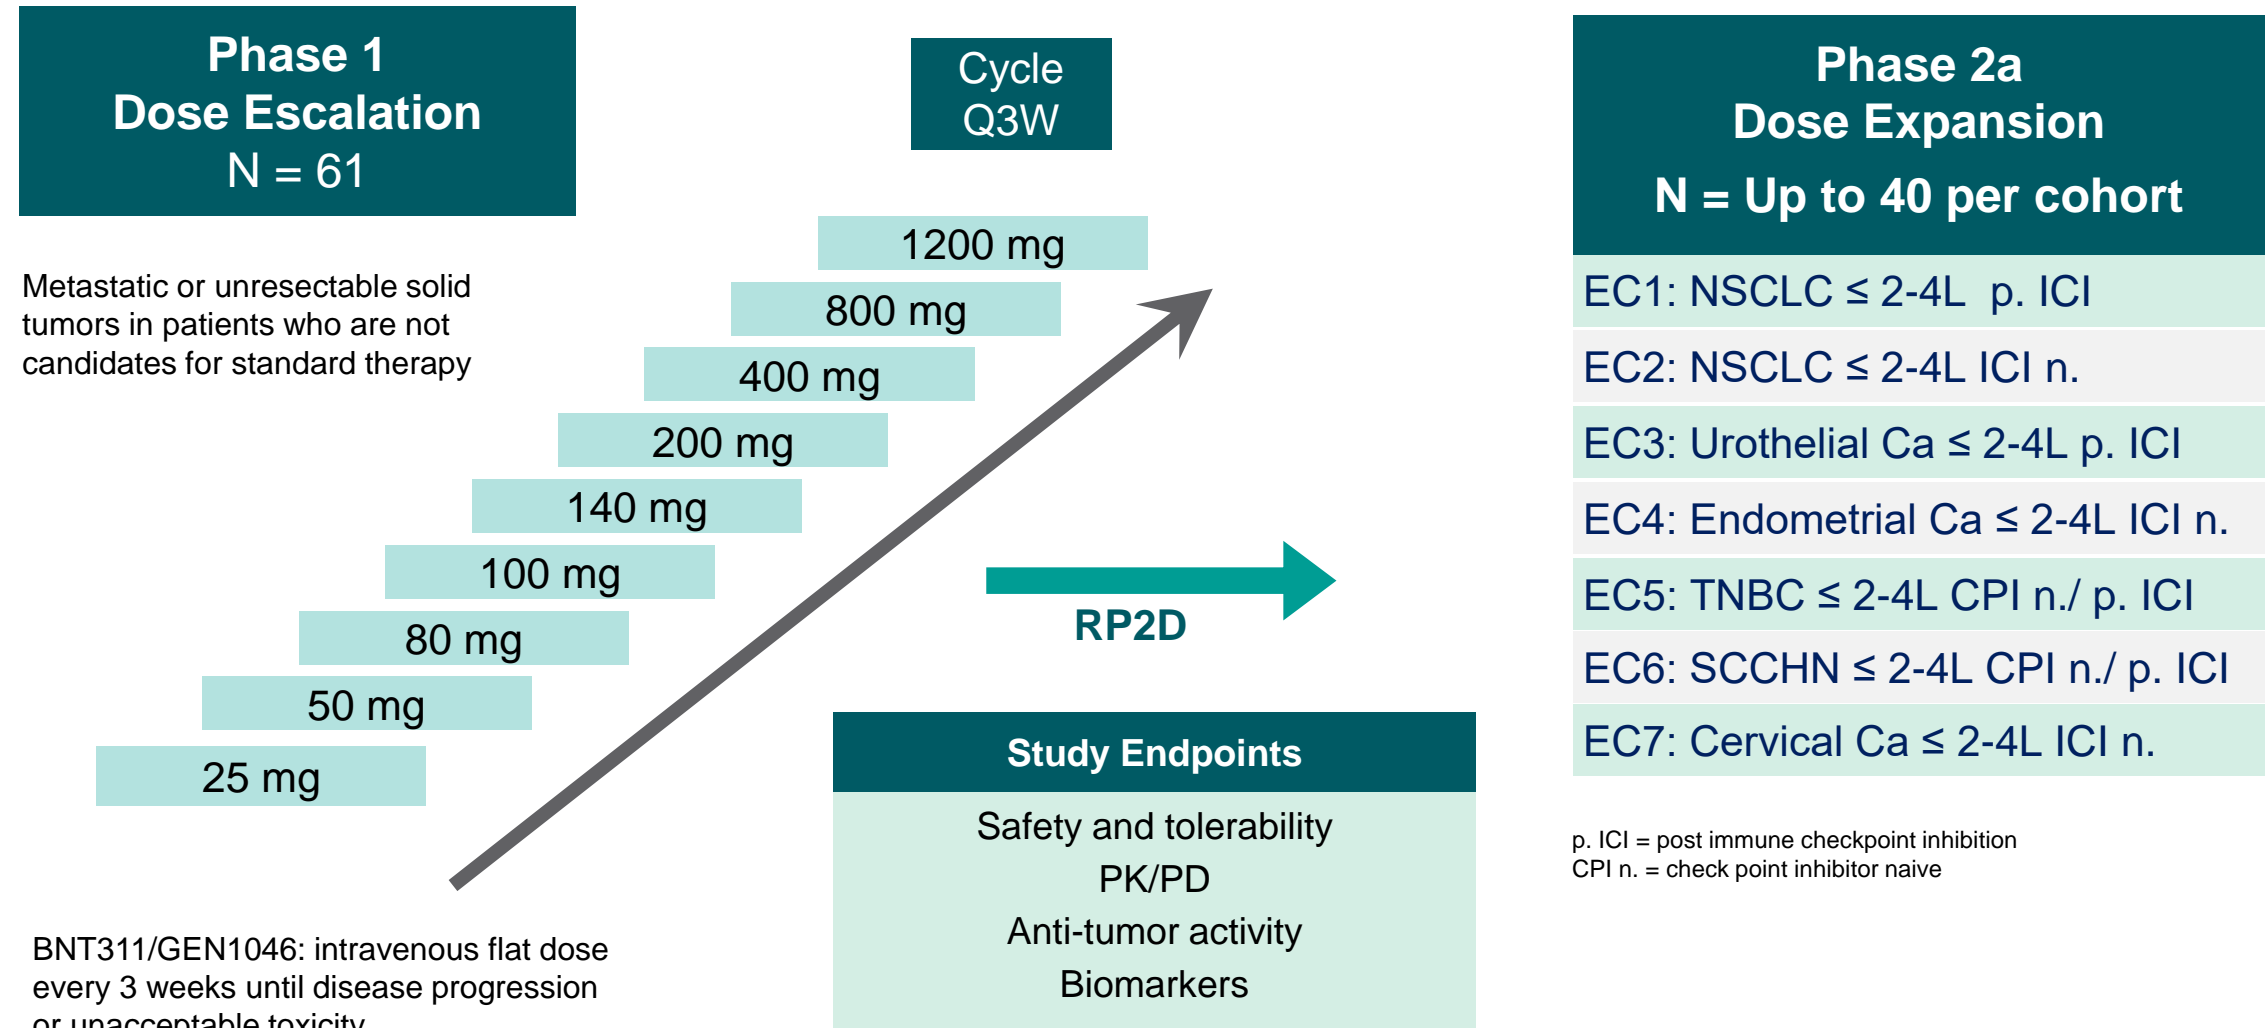 Phase 1
Dose Escalation
N = 61
Metastatic or unresectable solid
tumors in patients who are not
candidates for standard therapy
Cycle
Q3W
1200 mg
800 mg
400 mg
200 mg
140 mg
100 mg
80 mg
50 mg
25 mg
BNT311/GEN1046: intravenous flat dose
every 3 weeks until disease progression
or unacceptable toxicity
RP2D
Study Endpoints
Safety and tolerability
PK/PD
Anti-tumor activity
Biomarkers
Phase 2a
Dose Expansion
N = Up to 40 per cohort
EC1: NSCLC ≤ 2-4L p. ICI
EC2: NSCLC ≤ 2-4L ICI n.
EC3: Urothelial Ca ≤ 2-4L p. ICI
EC4: Endometrial Ca ≤ 2-4L ICI n.
EC5: TNBC ≤ 2-4L CPI n./ p. ICI
EC6: SCCHN ≤ 2-4L CPI n./ p. ICI
EC7: Cervical Ca ≤ 2-4L ICI n.
p. ICI = post immune checkpoint inhibition
CPI n. = check point inhibitor naive